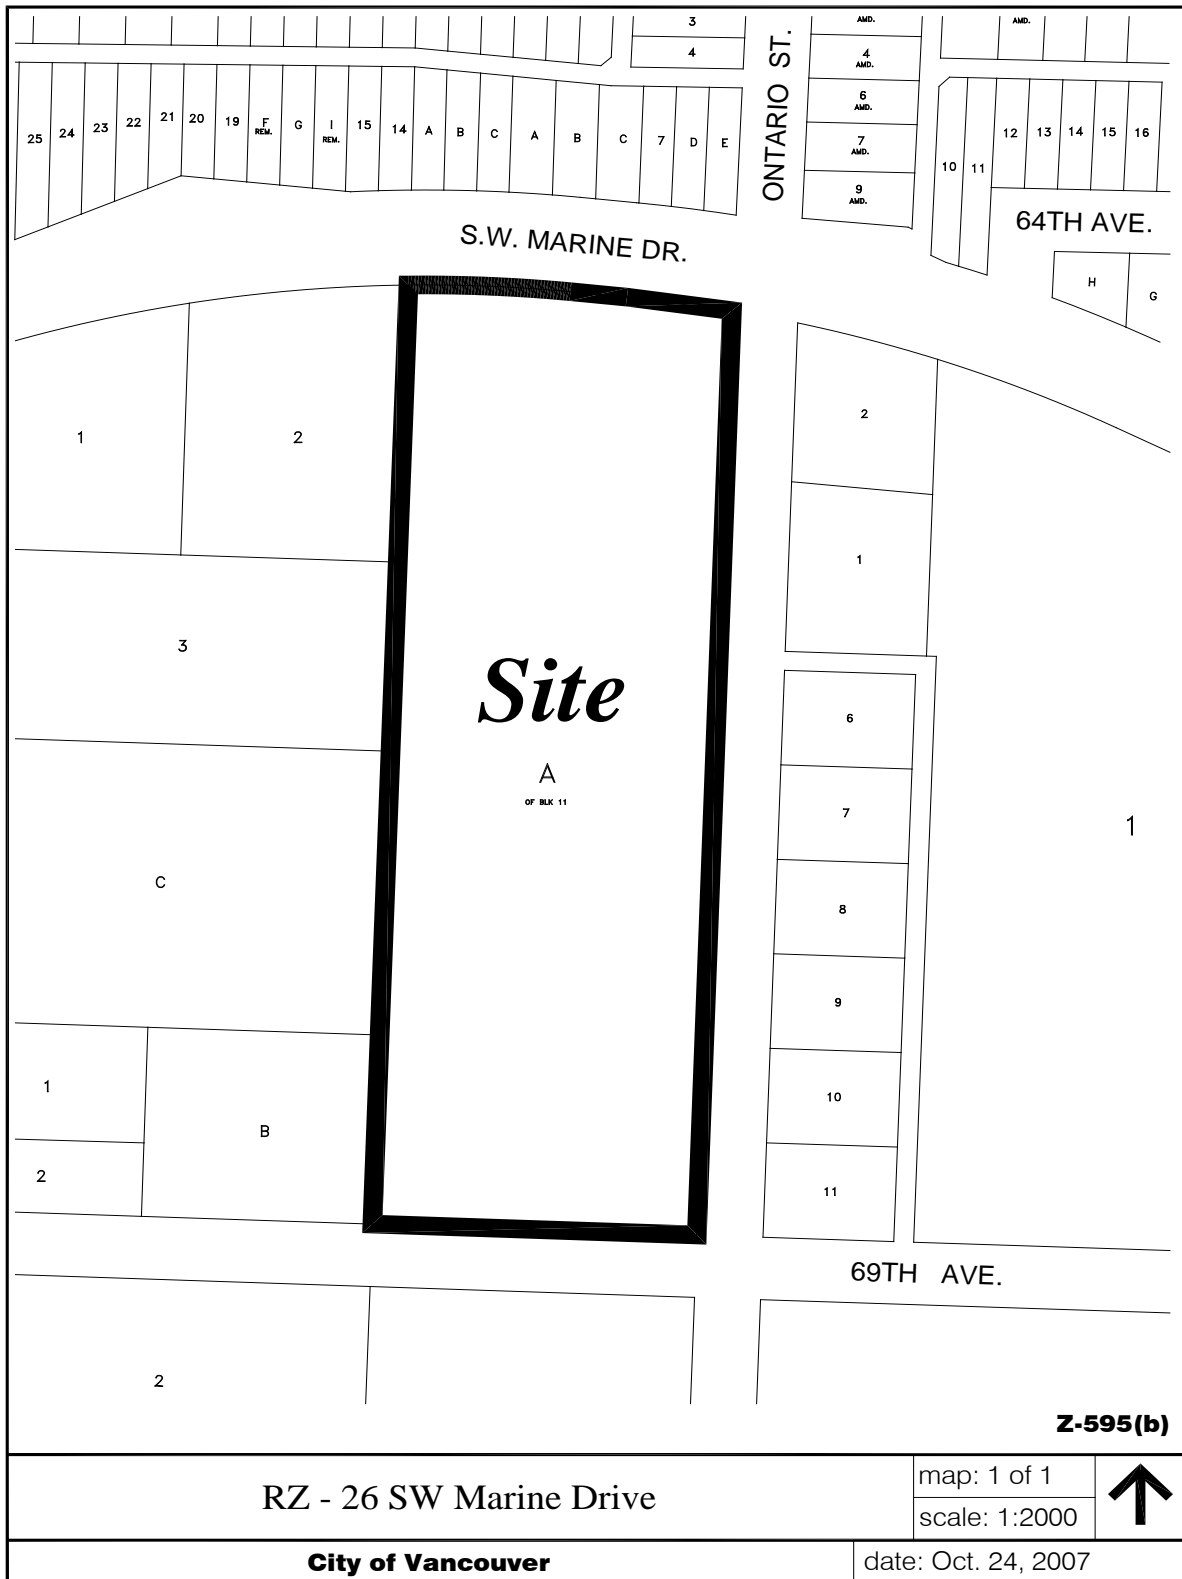 3
4
ONTARIO ST.
AMD.
4
AMD.
6
AMD.
7
AMD.
9
AMD.
AMD.
25 24 23 22 21 20 19 F REM. G I REM. 15 14 A B C A B C 7 D E
10 11 12 13 14 15 16
64TH AVE.
S.W. MARINE DR.
H G
1 2
2
1
3
Site
A
OF BLK 11
6
7
1
C
8
9
1
10
B
2
11
69TH AVE.
2
Z-595(b)
RZ - 26 SW Marine Drive
map: 1 of 1
scale: 1:2000
City of Vancouver
date: Oct. 24, 2007